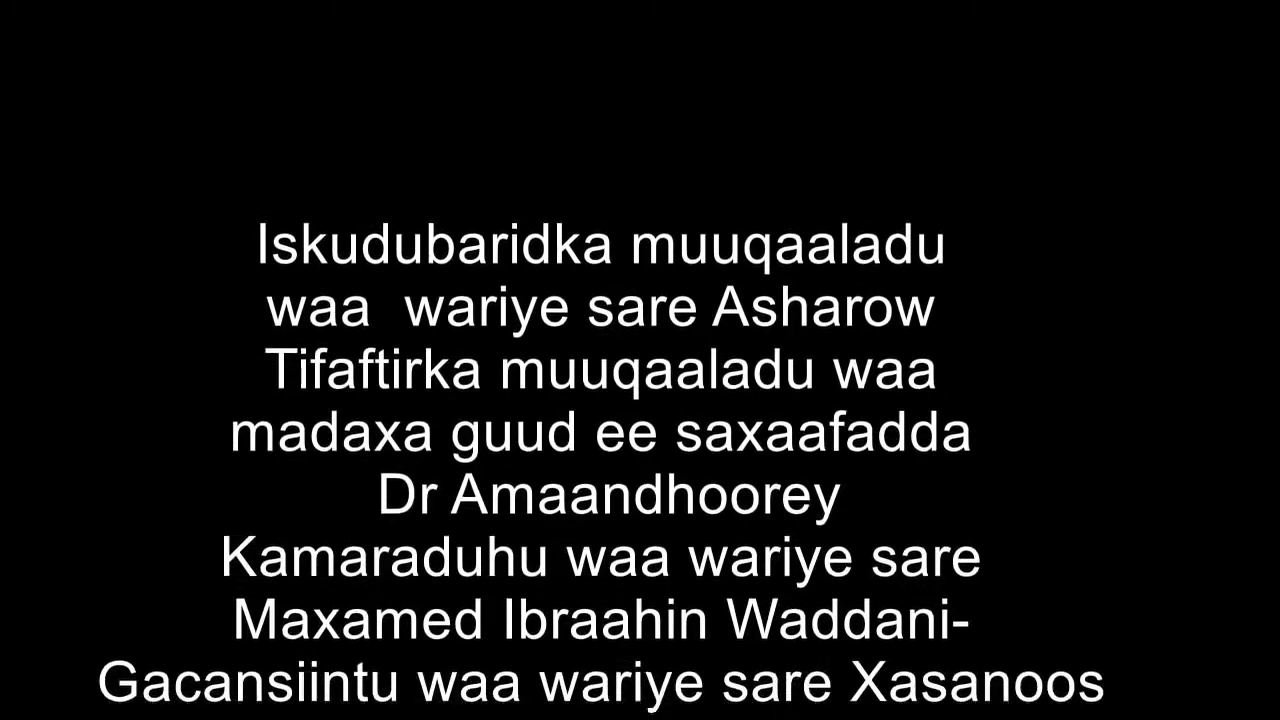 Iskudubaridka muuqaaladu
waa  wariye sare Asharow
Tifaftirka muuqaaladu waa
madaxa guud ee saxaafadda
Dr Amaandhoorey
Kamaraduhu waa wariye sare
Maxamed Ibraahin Waddani-
Gacansiintu waa wariye sare Xasanoos